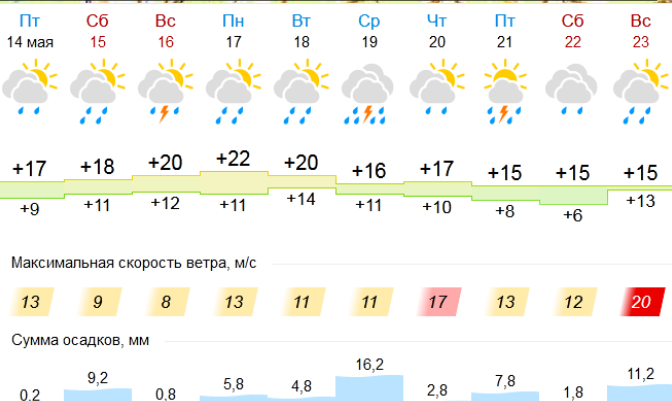 Пт Сб Вс Пн Вт Ср Чт Пт Сб Вс
14 мая 15 16 17 18 19 20 21 22 23
+17 +18 +20 +22 +20 +16 +17 +15 +15 +15
+9 +11 +12 +11 +14 +11 +10 +8 +6 +13
Максимальная скорость ветра, м/с
13 9 8 13 11 11 17 13 12 20
Сумма осадков, мм
0,2 9,2 0,8 5,8 4,8 16,2 2,8 7,8 1,8 11,2